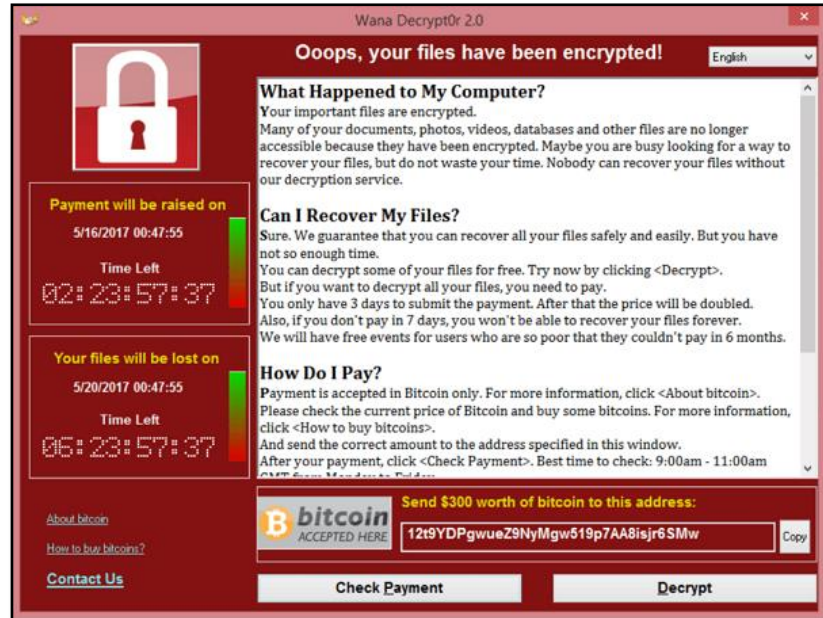 Wana Decrypt0r 2.0
Ooops, your files have been encrypted!
English
What Happened to My Computer?
Your important files are encrypted.
Many of your documents, photos, videos, databases and other files are no longer
accessible because they have been encrypted. Maybe you are busy looking for a way to
recover your files, but do not waste your time. Nobody can recover your files without
our decryption service.
Can I Recover My Files?
Sure. We guarantee that you can recover all your files safely and easily. But you have
not so enough time.
You can decrypt some of your files for free. Try now by clicking <Decrypt>.
But if you want to decrypt all your files, you need to pay.
You only have 3 days to submit the payment. After that the price will be doubled.
Also, if you don't pay in 7 days, you won't be able to recover your files forever.
We will have free events for users who are so poor that they couldn't pay in 6 months.
How Do I Pay?
Payment is accepted in Bitcoin only. For more information, click <About bitcoin>.
Please check the current price of Bitcoin and buy some bitcoins. For more information,
click <How to buy bitcoins>.
And send the correct amount to the address specified in this window.
After your payment, click <Check Payment>. Best time to check: 9:00am - 11:00am
GMT from Monday to Friday
Payment will be raised on
5/16/2017 00:47:55
Time Left
02:23:57:37
Your files will be lost on
5/20/2017 00:47:55
Time Left
06:23:57:37
About bitcoin
How to buy bitcoins?
Contact Us
bitcoin
ACCEPTED HERE
Send $300 worth of bitcoin to this address:
12t9YDPgwueZ9NyMgw519p7AA8isjr6SMw
Copy
Check Payment
Decrypt